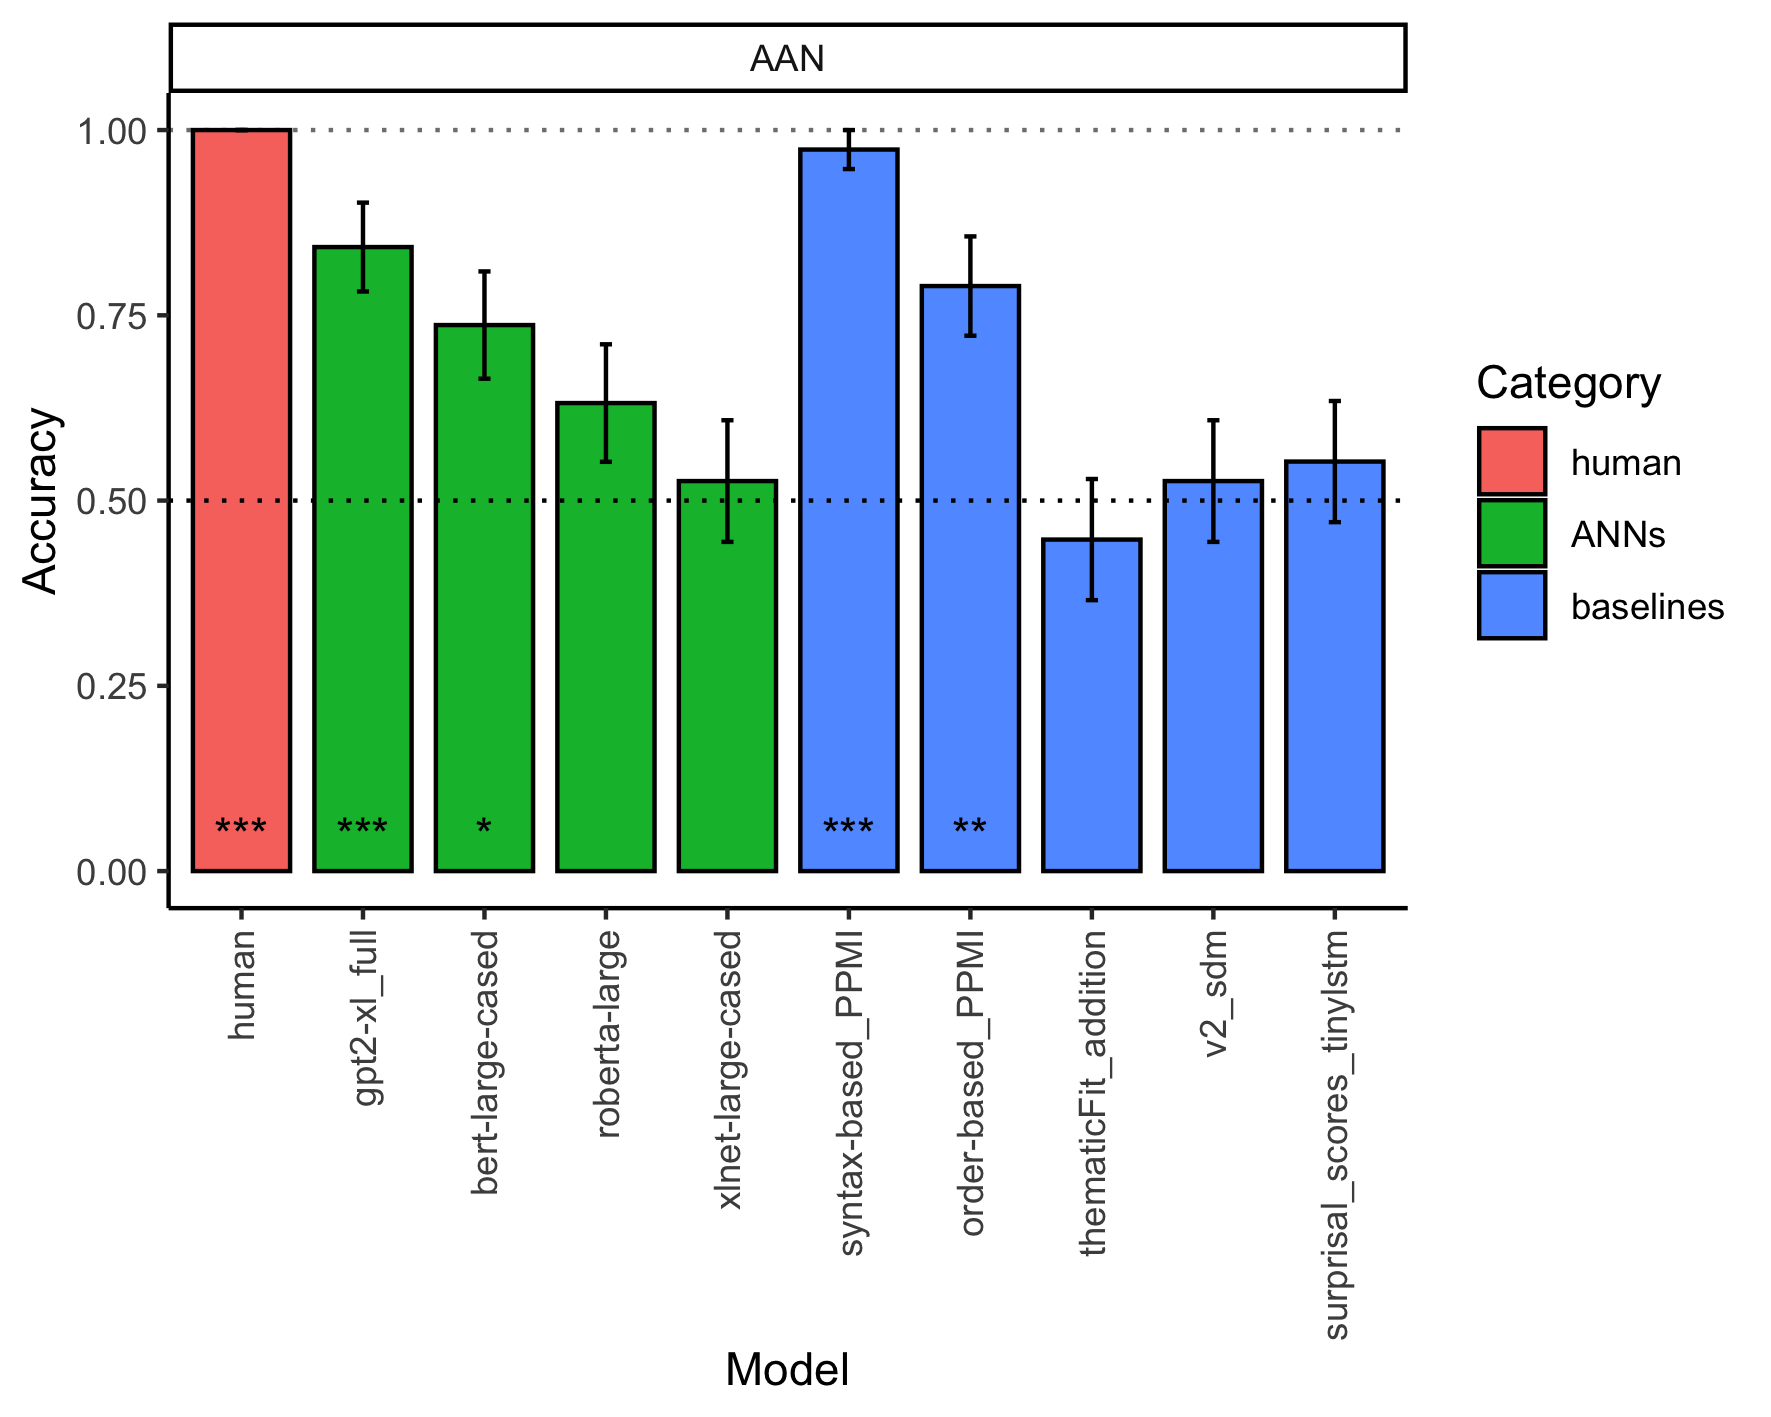 AAN
1.00
0.75
0.50
0.25
0.00
Accuracy
***
***
*
***
**
human
gpt2-xl_full
bert-large-cased
roberta-large
xlnet-large-cased
syntax-based_PPMI
order-based_PPMI
thematicFit_addition
v2_sdm
surprisal_scores_tinylstm
Model
Category
human
ANNs
baselines